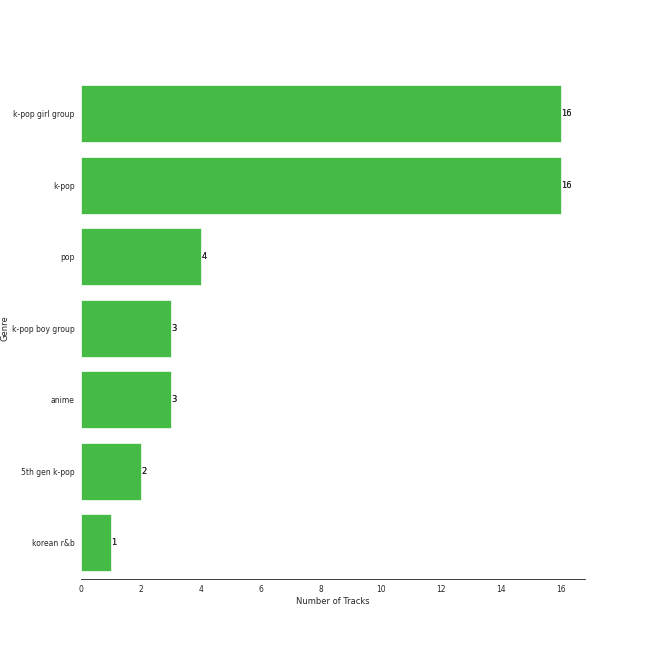 k-pop girl group 16
k-pop 16
pop 4
k-pop boy group 3
anime 3
5th gen k-pop 2
korean r&b 1
Genre
0 2 4 6 8 10 12 14 16
Number of Tracks